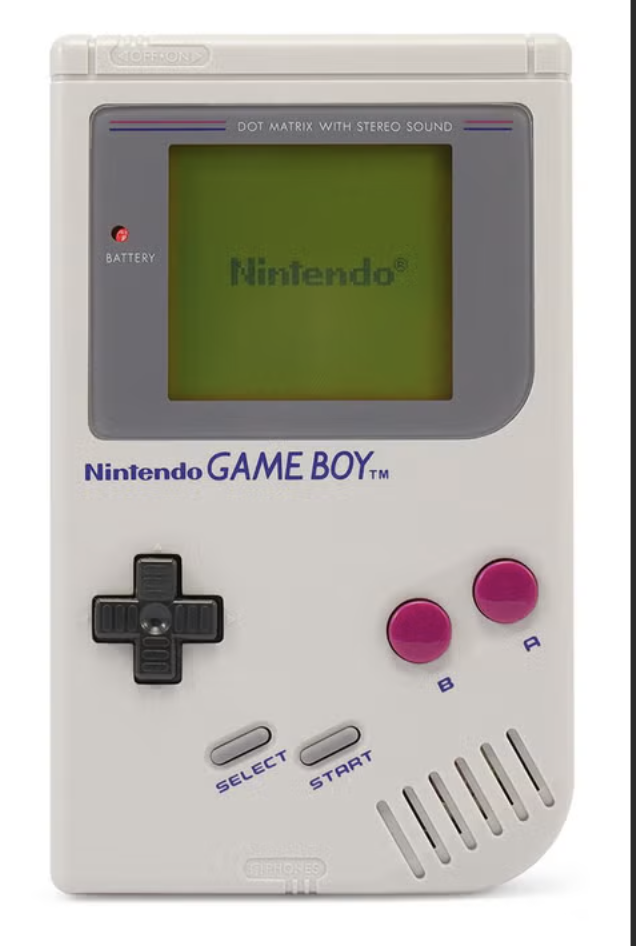 OFF•ON
DOT MATRIX WITH STEREO SOUND
BATTERY
Nintendo®
Nintendo GAME BOY™
A
B
SELECT
START
PHONES